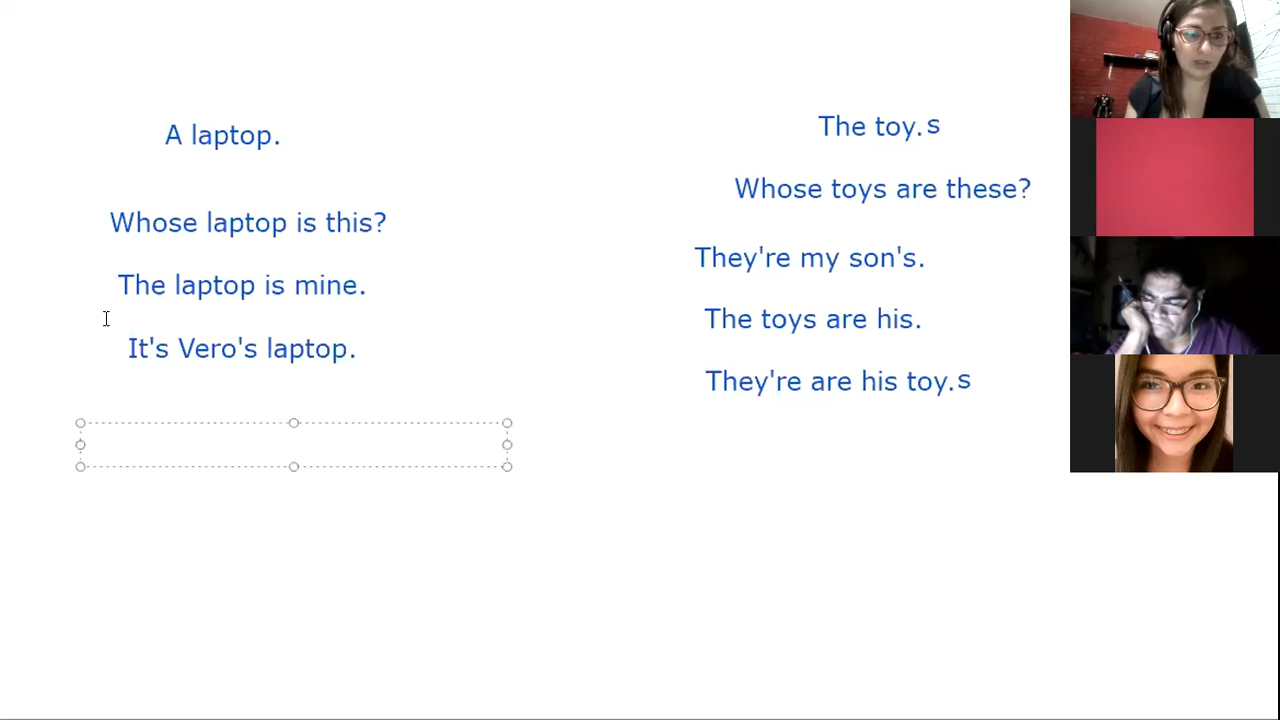 A laptop.
Whose laptop is this?
The laptop is mine.
It's Vero's laptop.
The toy.s
Whose toys are these?
They're my son's.
The toys are his.
They're are his toy.s